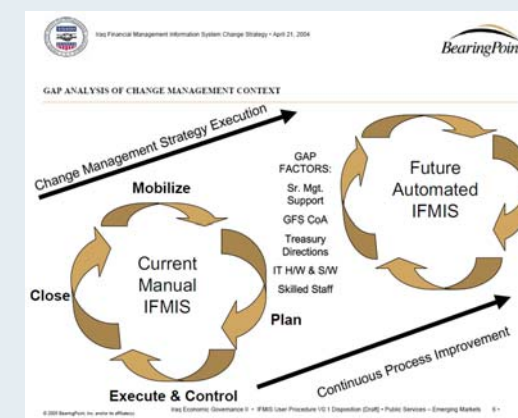 Iraq Financial Management Information System Change Strategy • April 21, 2004
BearingPoint
GAP ANALYSIS OF CHANGE MANAGEMENT CONTEXT
Change Management Strategy Execution
Mobilize
Current
Manual
IFMIS
Close
Plan
Execute & Control
GAP
FACTORS:
Sr. Mgt.
Support
GFS CoA
Treasury
Directions
IT H/W & S/W
Skilled Staff
Future
Automated
IFMIS
Continuous Process Improvement
Iraq Economic Governance II • IFMIS User Procedure V0.1 Disposition (Draft) • Public Services – Emerging Markets 6 •